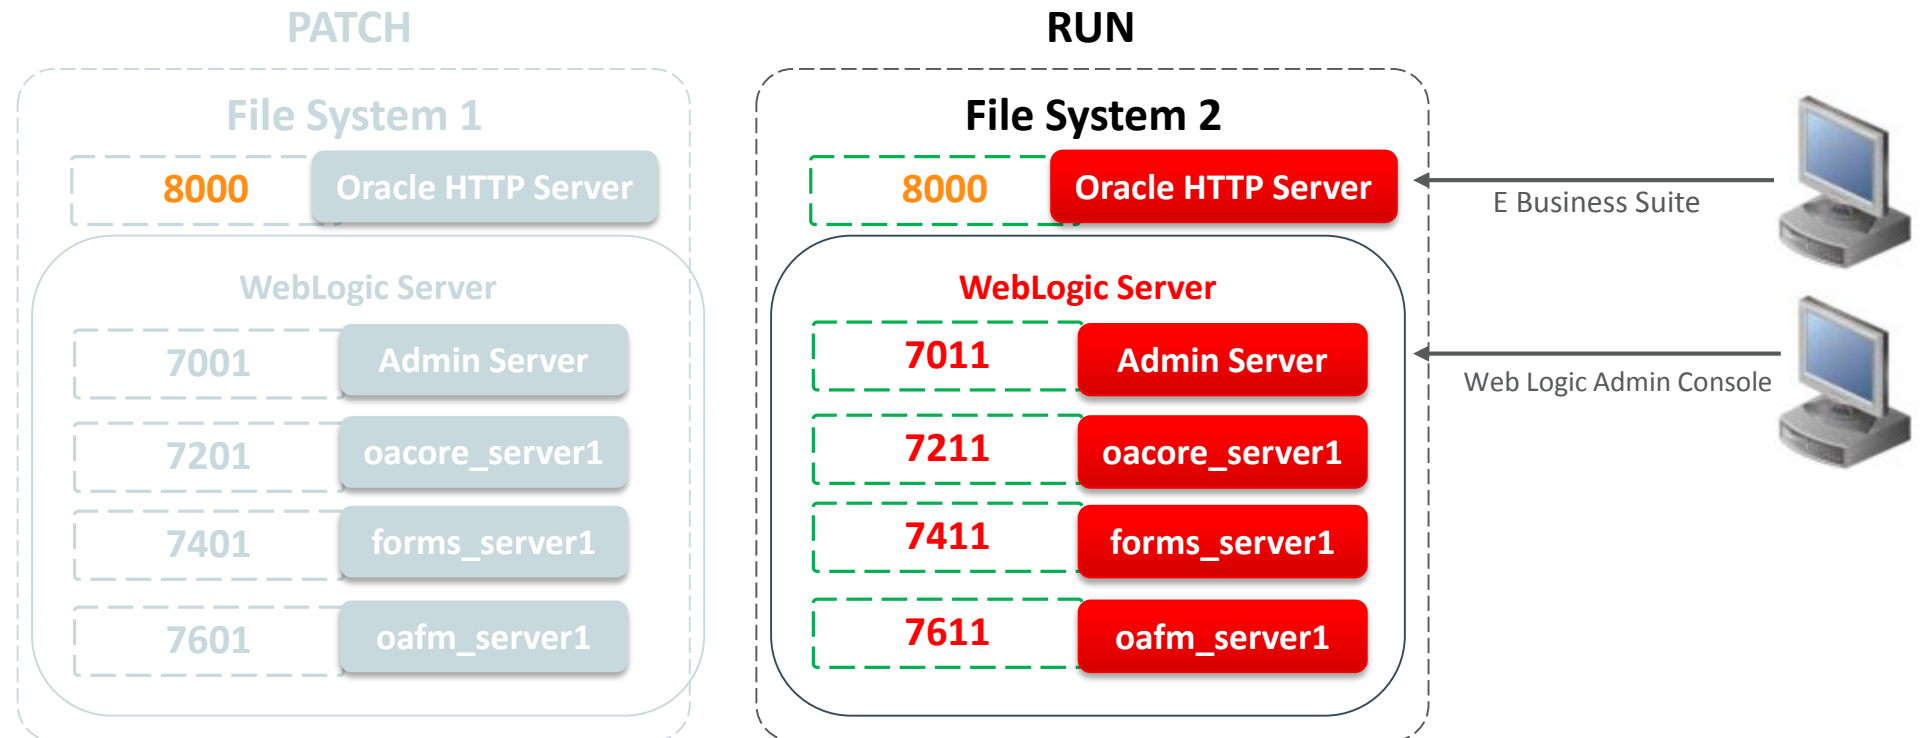 PATCH
File System 1
8000
Oracle HTTP Server
WebLogic Server
7001
Admin Server
7201
oacore_server1
7401
forms_server1
7601
oafm_server1
RUN
File System 2
8000
Oracle HTTP Server
WebLogic Server
7011
Admin Server
7211
oacore_server1
7411
forms_server1
7611
oafm_server1
E Business Suite
Web Logic Admin Console